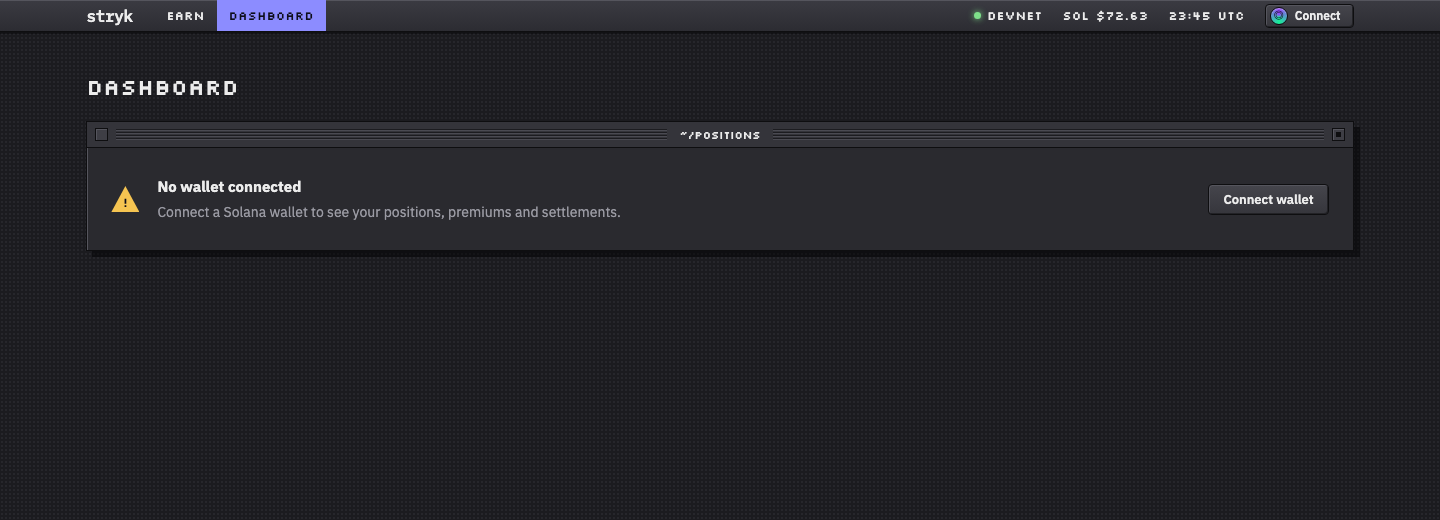 stryk EARN DASHBOARD DEVNET SOL $72.63 23:45 UTC Connect
DASHBOARD
~/POSITIONS
No wallet connected
Connect a Solana wallet to see your positions, premiums and settlements.
Connect wallet